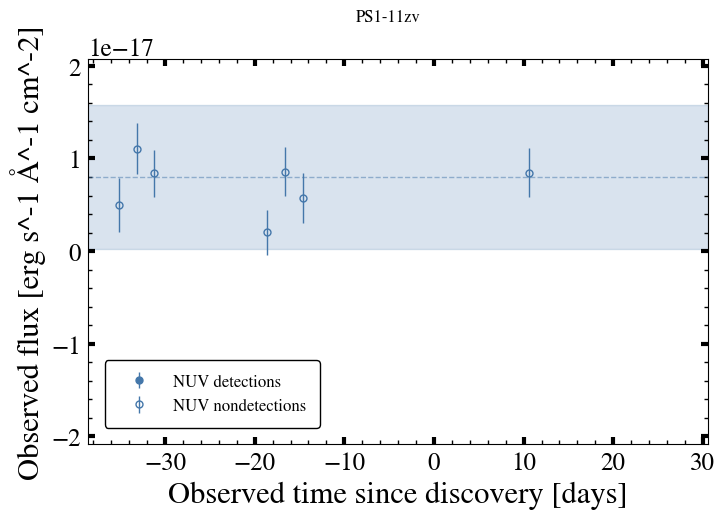 PS1-11zv
1e−17
Observed flux [erg s^-1 Å^-1 cm^-2]
2
1
0
−1
−2
NUV detections
NUV nondetections
−30 −20 −10 0 10 20 30
Observed time since discovery [days]